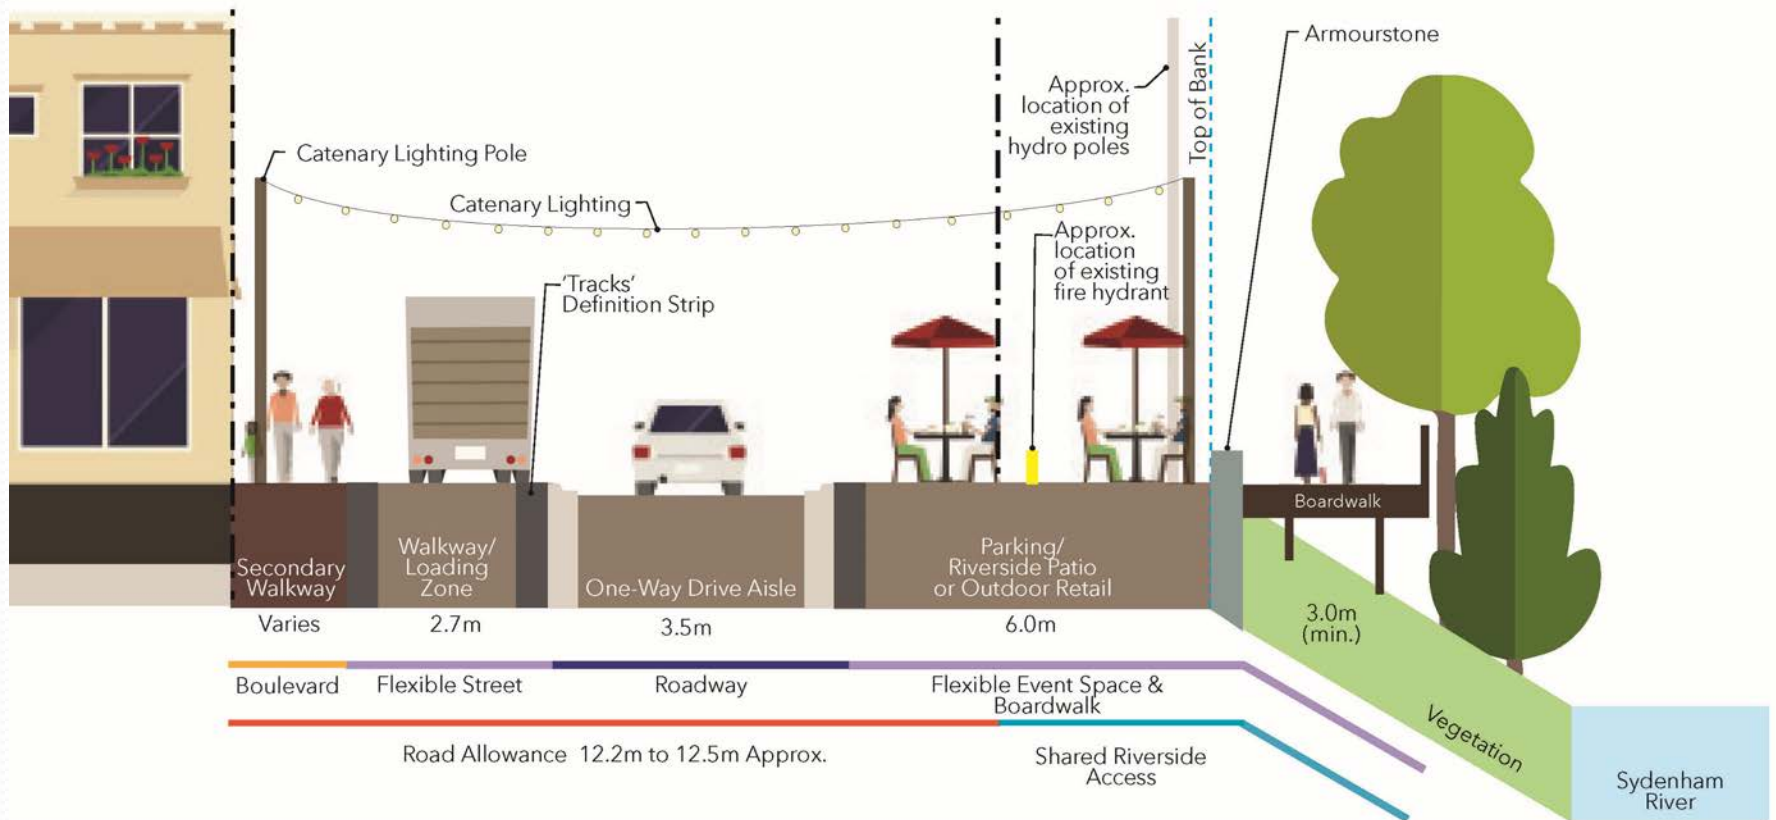 Armourstone
Approx.
location of
existing
hydro poles
Top of Bank
Catenary Lighting Pole
Catenary Lighting
Approx.
location
of existing
fire hydrant
'Tracks'
Definition Strip
Boardwalk
Secondary
Walkway
Walkway/
Loading
Zone
One-Way Drive Aisle
Parking/
Riverside Patio
or Outdoor Retail
Varies
2.7m
3.5m
6.0m
3.0m
(min.)
Boulevard
Flexible Street
Roadway
Flexible Event Space &
Boardwalk
Vegetation
Road Allowance 12.2m to 12.5m Approx.
Shared Riverside
Access
Sydenham
River